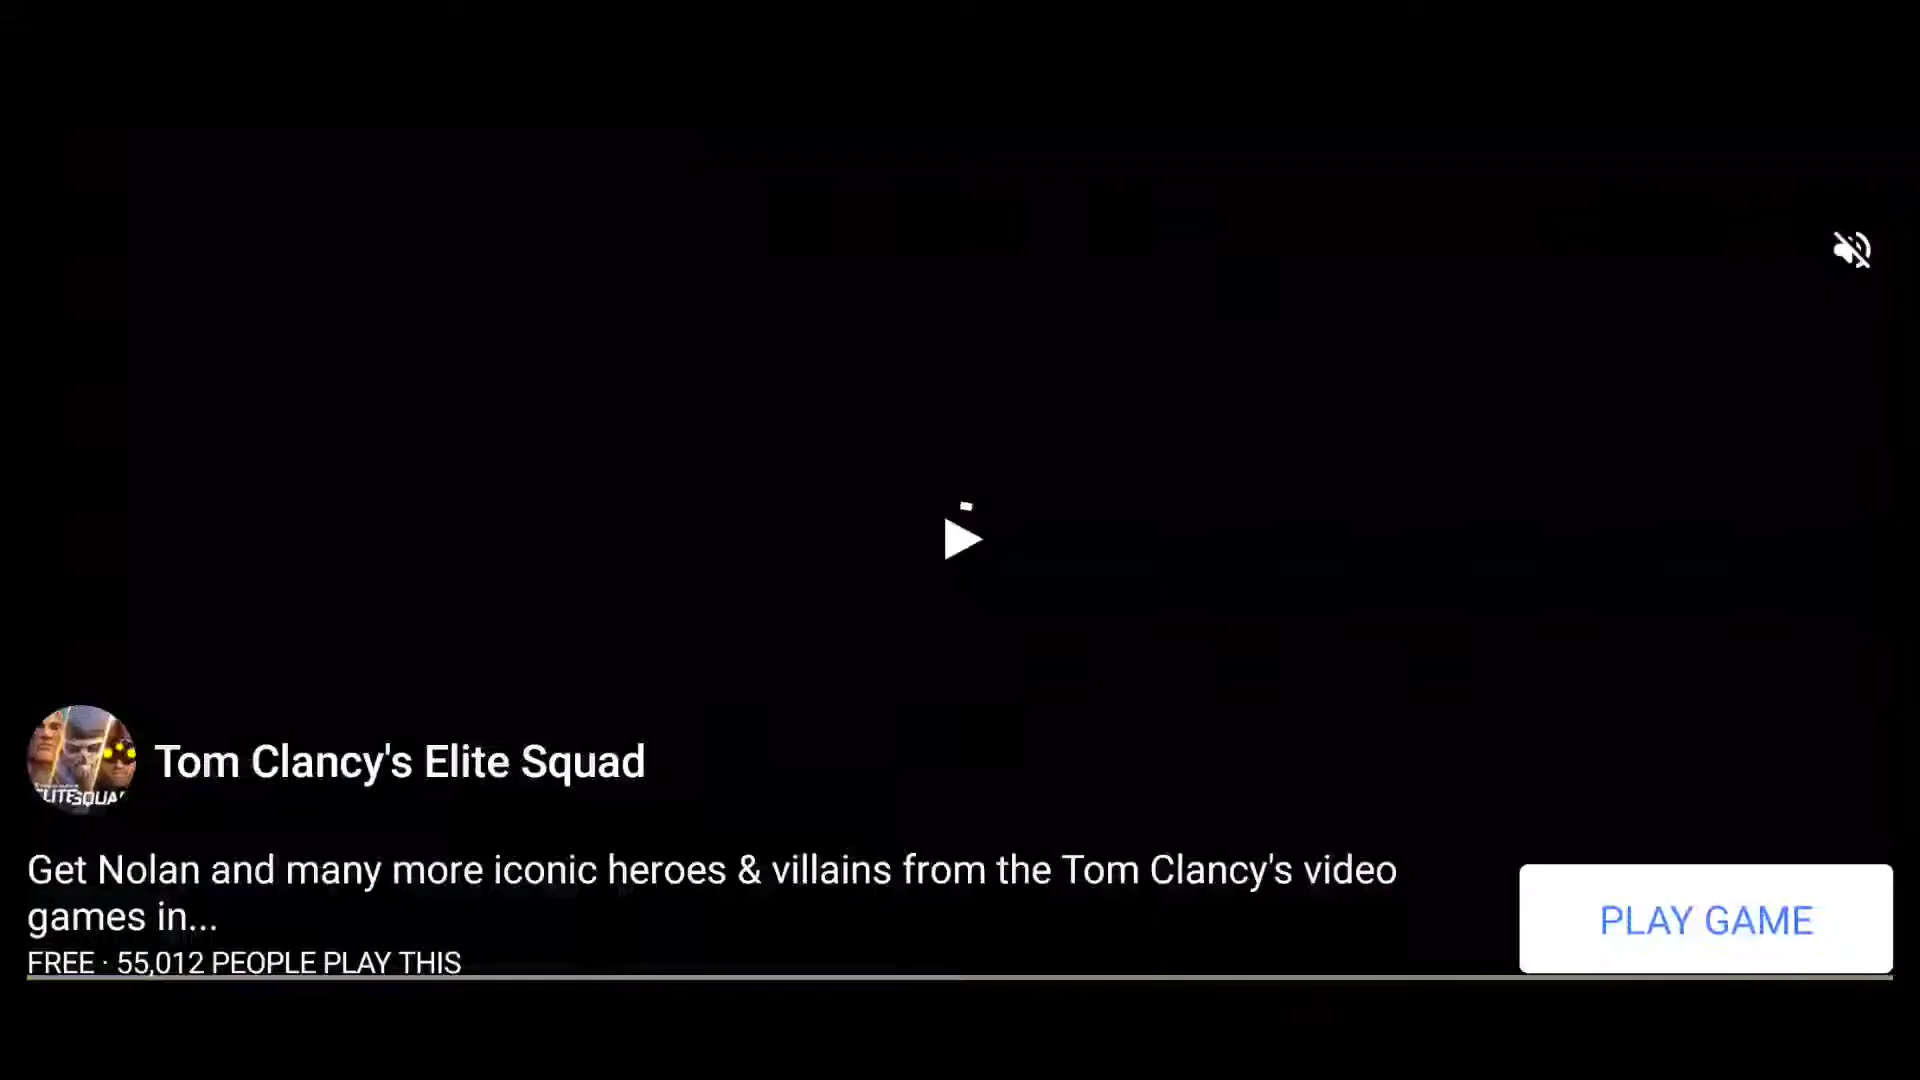 Tom Clancy's Elite Squad
Get Nolan and many more iconic heroes & villains from the Tom Clancy's video
games in...
FREE · 55,012 PEOPLE PLAY THIS
PLAY GAME